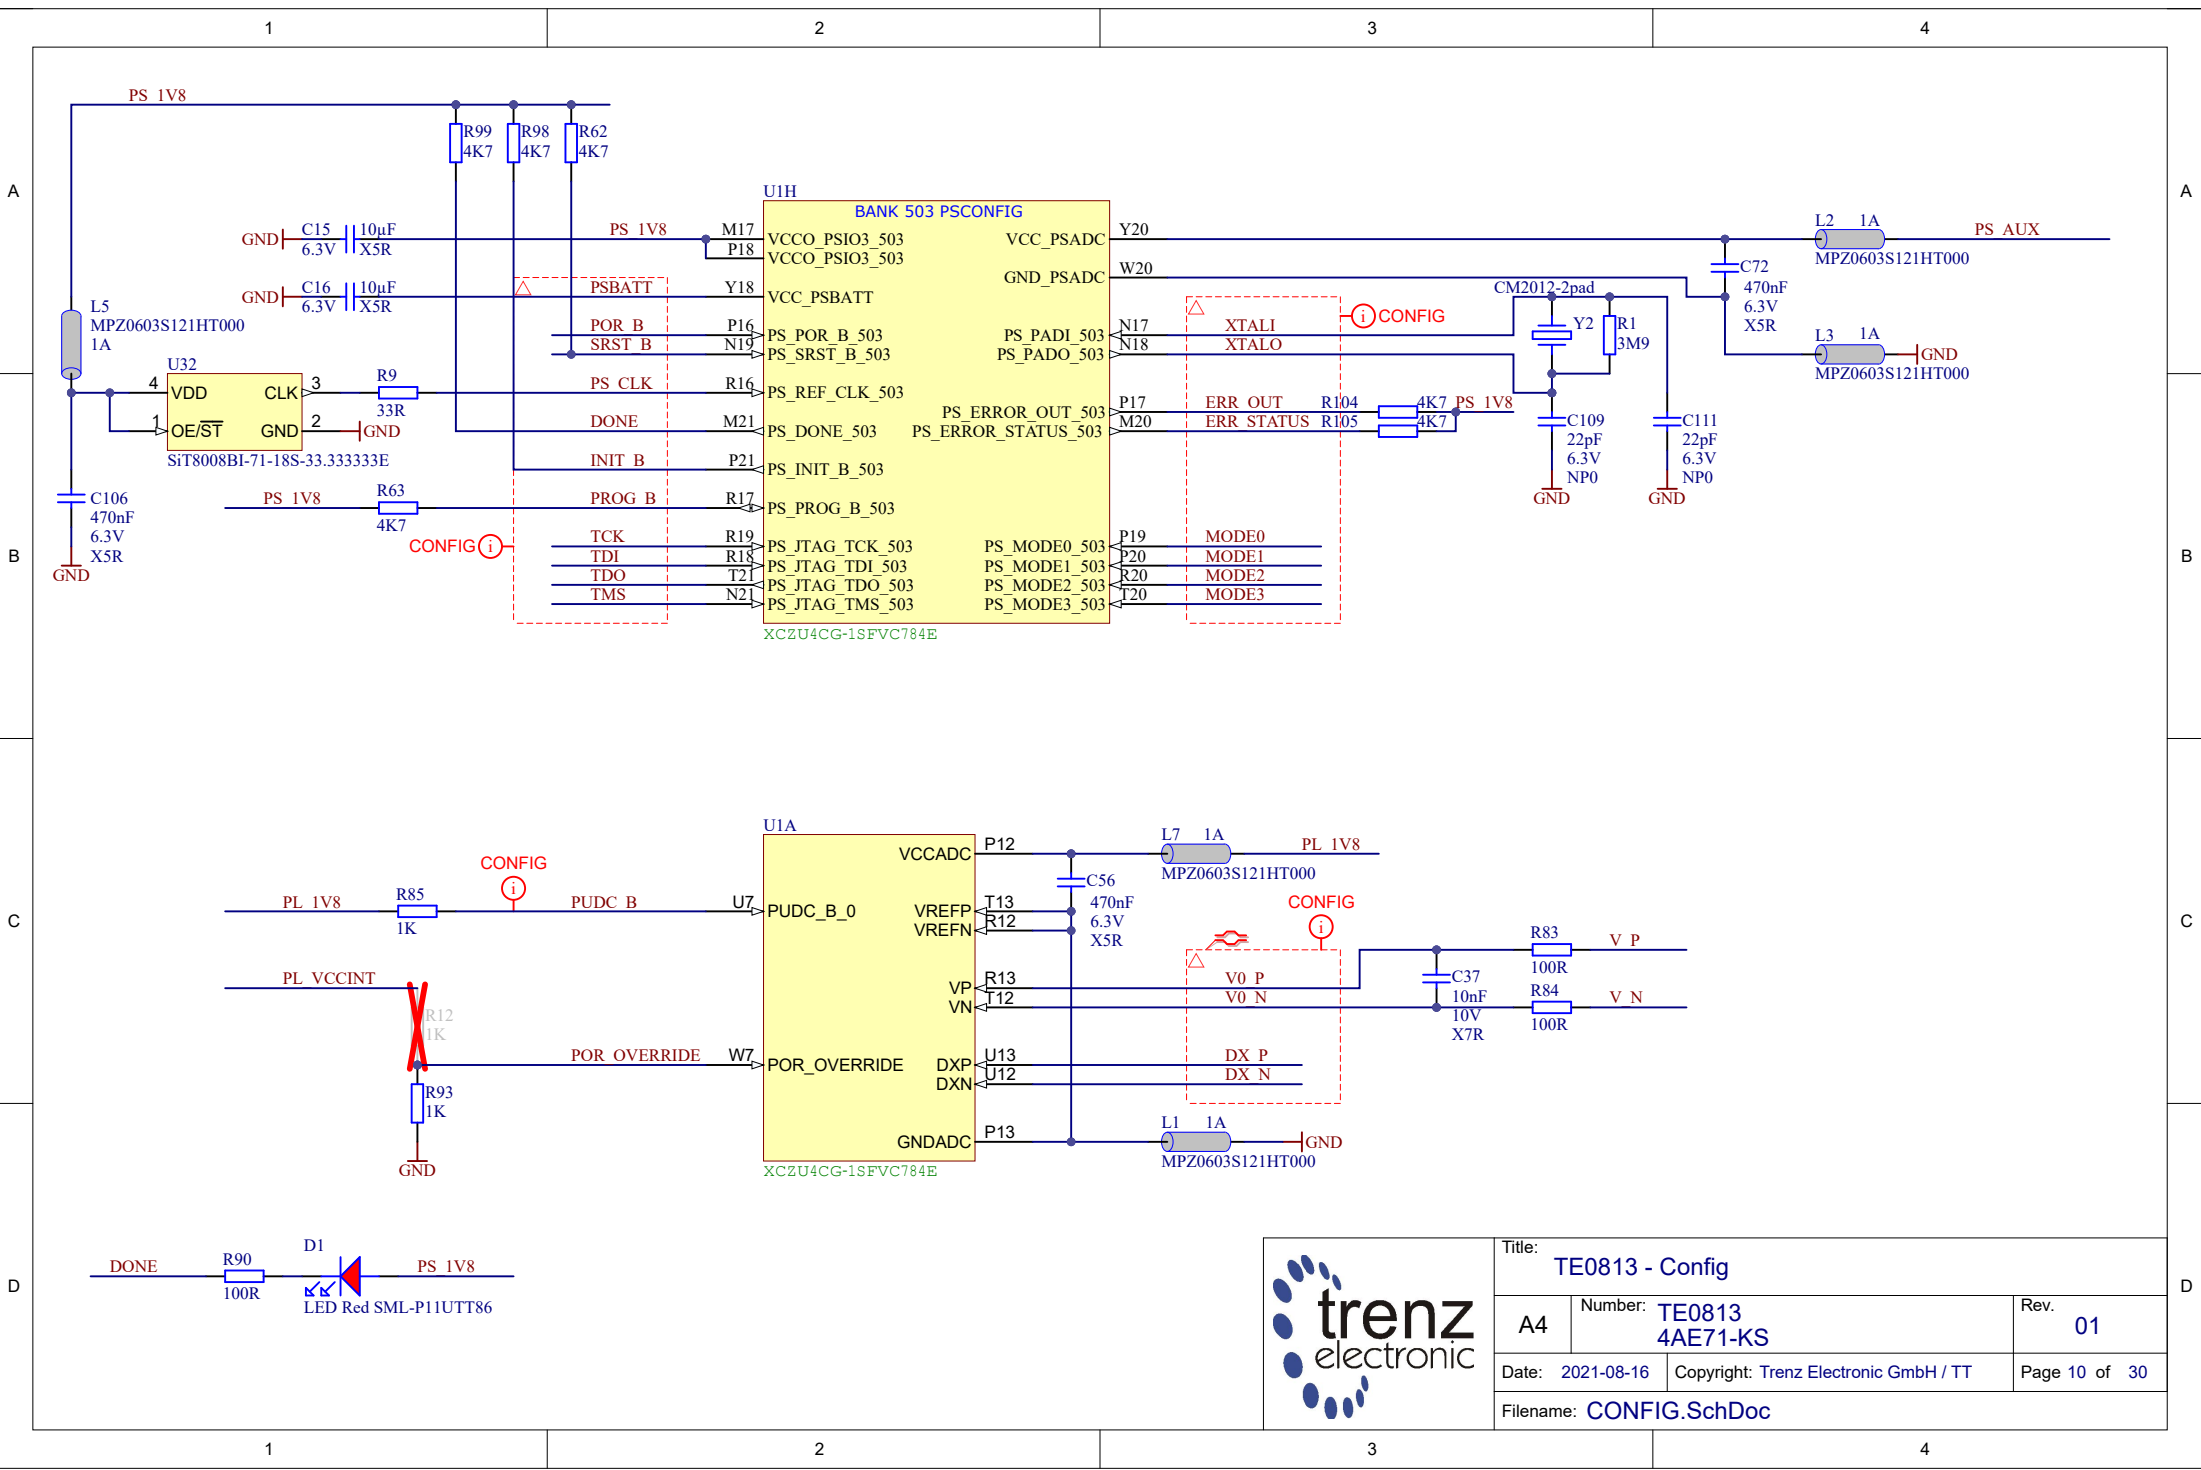 1 2 3 4
PS_1V8
R99 4K7
R98 4K7
R62 4K7
A A
U1H
BANK 503 PSCONFIG
GND C15 10µF 6.3V X5R PS_1V8 M17 VCCO_PSIO3_503
P18 VCCO_PSIO3_503
GND C16 10µF 6.3V X5R PSBATT Y18 VCC_PSBATT
POR_B P16 PS_POR_B_503
SRST_B N19 PS_SRST_B_503
L5
MPZ0603S121HT000
1A
U32
4 VDD CLK 3
1 OE/ST GND 2 GND
SiT8008BI-71-18S-33.333333E
R9 33R PS_CLK R16 PS_REF_CLK_503
DONE M21 PS_DONE_503
INIT_B P21 PS_INIT_B_503
PS_1V8 R63 4K7 PROG_B R17 PS_PROG_B_503
C106
470nF
6.3V
X5R
GND
CONFIG i
TCK R19 PS_JTAG_TCK_503
TDI R18 PS_JTAG_TDI_503
TDO T21 PS_JTAG_TDO_503
TMS N21 PS_JTAG_TMS_503
VCC_PSADC Y20
GND_PSADC W20
PS_PADI_503 N17 XTALI
PS_PADO_503 N18 XTALO
PS_ERROR_OUT_503 P17 ERR_OUT R104 4K7 PS_1V8
PS_ERROR_STATUS_503 M20 ERR_STATUS R105 4K7
PS_MODE0_503 P19 MODE0
PS_MODE1_503 P20 MODE1
PS_MODE2_503 R20 MODE2
PS_MODE3_503 T20 MODE3
XCZU4CG-1SFVC784E
i CONFIG
CM2012-2pad
Y2
R1
3M9
L2 1A PS_AUX
MPZ0603S121HT000
C72
470nF
6.3V
X5R
L3 1A GND
MPZ0603S121HT000
C109
22pF
6.3V
NP0
GND
C111
22pF
6.3V
NP0
GND
B B
U1A
CONFIG
i
PL_1V8 R85 1K PUDC_B U7 PUDC_B_0
PL_VCCINT
R12
1K
POR_OVERRIDE W7 POR_OVERRIDE
R93
1K
GND
VCCADC P12
VREFP T13
VREFN R12
VP R13 V0_P
VN T12 V0_N
DXP U13 DX_P
DXN U12 DX_N
GNDADC P13
XCZU4CG-1SFVC784E
L7 1A PL_1V8
MPZ0603S121HT000
C56
470nF
6.3V
X5R
CONFIG
i
C37
10nF
10V
X7R
R83 100R V_P
R84 100R V_N
L1 1A GND
MPZ0603S121HT000
C C
DONE R90 100R D1 PS_1V8
LED Red SML-P11UTT86
D D
trenz
electronic
Title:
TE0813 - Config
A4 Number: TE0813
4AE71-KS
Rev.
01
Date: 2021-08-16 Copyright: Trenz Electronic GmbH / TT Page 10 of 30
Filename: CONFIG.SchDoc
1 2 3 4